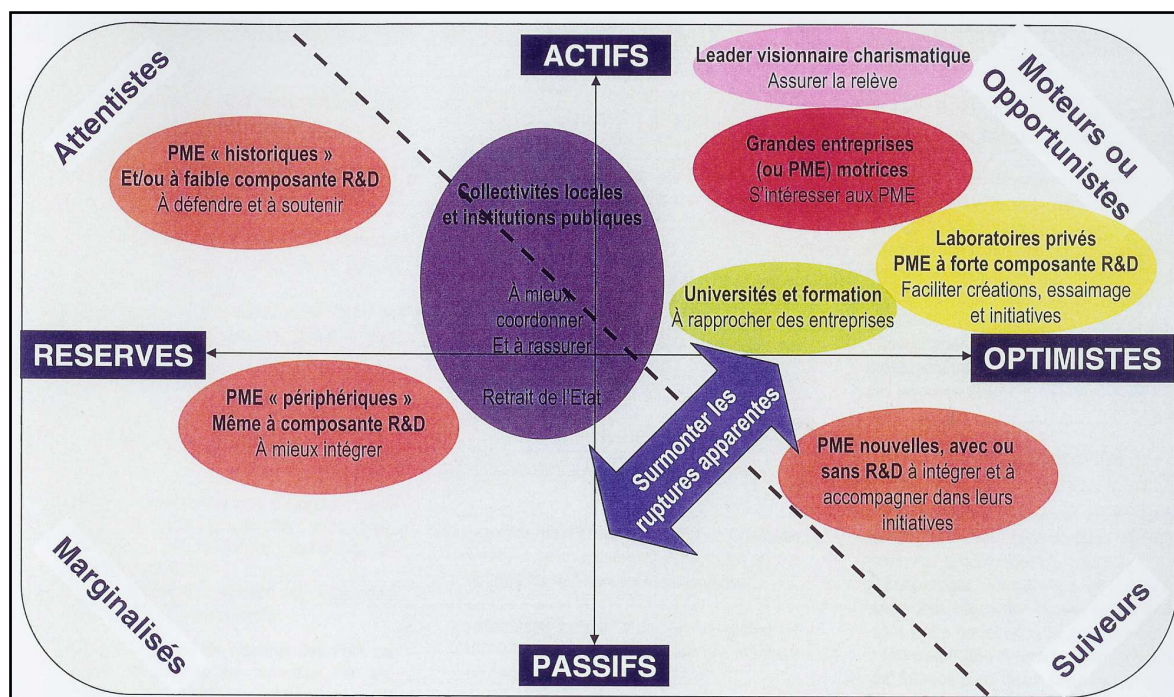 ACTIFS
Leader visionnaire charismatique
Assurer la relève
Moteurs ou
Opportunistes
Attentistes
PME « historiques »
Et/ou à faible composante R&D
À défendre et à soutenir
Grandes entreprises
(ou PME) motrices
S'intéresser aux PME
Collectivités locales
et institutions publiques
À mieux
coordonner
Et à rassurer
Retrait de l'Etat
Laboratoires privés
PME à forte composante R&D
Faciliter créations, essaimage
et initiatives
Universités et formation
À rapprocher des entreprises
RESERVES
OPTIMISTES
PME « périphériques »
Même à composante R&D
À mieux intégrer
Surmonter les
ruptures apparentes
PME nouvelles, avec ou
sans R&D à intégrer et à
accompagner dans leurs
initiatives
Marginalisés
PASSIFS
Suiveurs